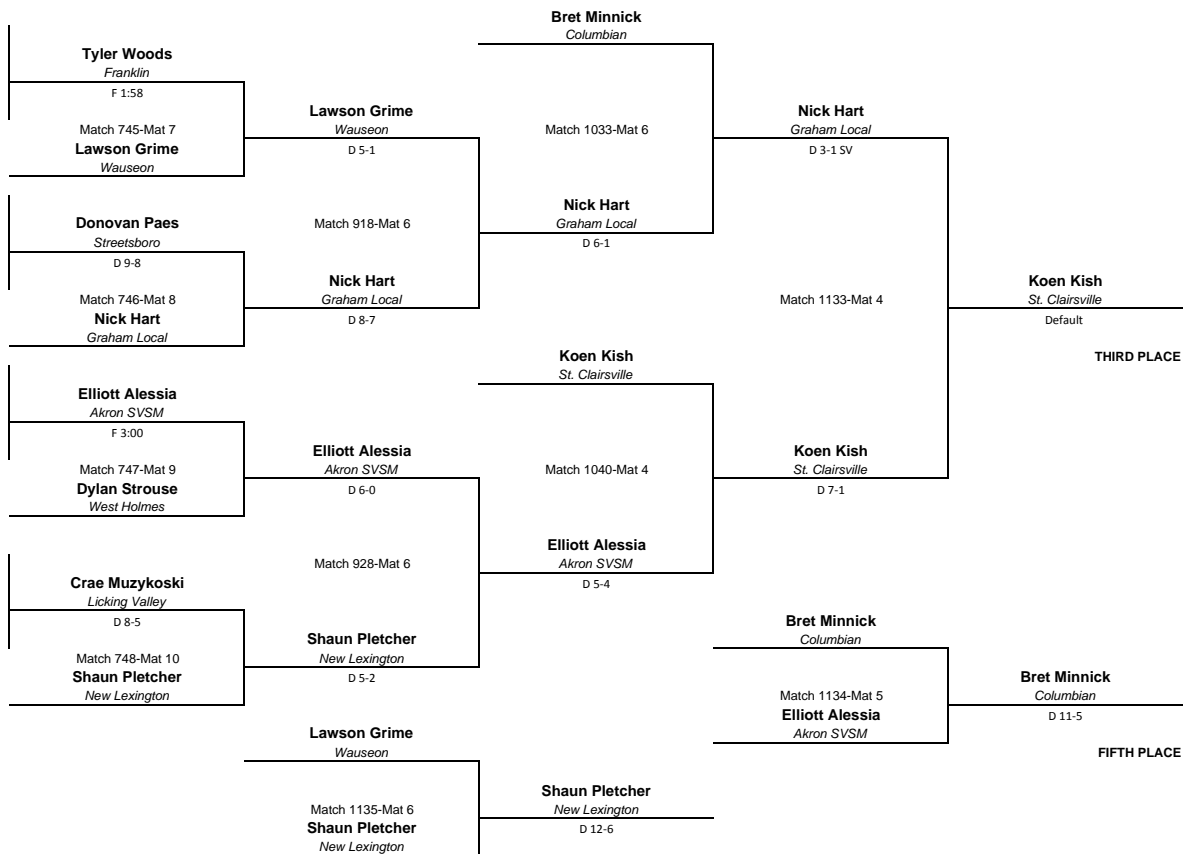 Bret Minnick
Columbian
Tyler Woods
Franklin
F 1:58
Lawson Grime
Wauseon
D 5-1
Nick Hart
Graham Local
D 3-1 SV
Match 745-Mat 7
Lawson Grime
Wauseon
Match 1033-Mat 6
Donovan Paes
Streetsboro
D 9-8
Match 918-Mat 6
Nick Hart
Graham Local
D 6-1
Match 746-Mat 8
Nick Hart
Graham Local
Nick Hart
Graham Local
D 8-7
Match 1133-Mat 4
Koen Kish
St. Clairsville
Default
THIRD PLACE
Koen Kish
St. Clairsville
Elliott Alessia
Akron SVSM
F 3:00
Elliott Alessia
Akron SVSM
D 6-0
Koen Kish
St. Clairsville
D 7-1
Match 747-Mat 9
Dylan Strouse
West Holmes
Match 1040-Mat 4
Match 928-Mat 6
Elliott Alessia
Akron SVSM
D 5-4
Crae Muzykoski
Licking Valley
D 8-5
Bret Minnick
Columbian
Match 748-Mat 10
Shaun Pletcher
New Lexington
Shaun Pletcher
New Lexington
D 5-2
Match 1134-Mat 5
Elliott Alessia
Akron SVSM
Bret Minnick
Columbian
D 11-5
FIFTH PLACE
Lawson Grime
Wauseon
Match 1135-Mat 6
Shaun Pletcher
New Lexington
Shaun Pletcher
New Lexington
D 12-6